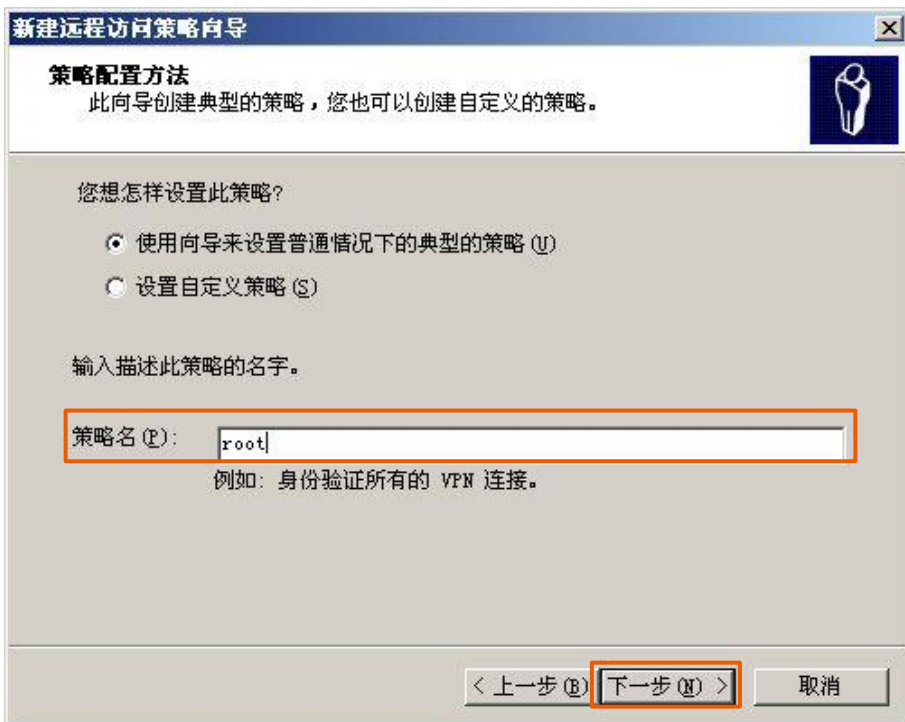 新建远程访问策略向导
策略配置方法
此向导创建典型的策略，您也可以创建自定义的策略。
您想怎样设置此策略?
使用向导来设置普通情况下的典型的策略(U)
设置自定义策略(S)
输入描述此策略的名字。
策略名(P): root
例如: 身份验证所有的 VPN 连接。
< 上一步(B) 下一步(N) > 取消